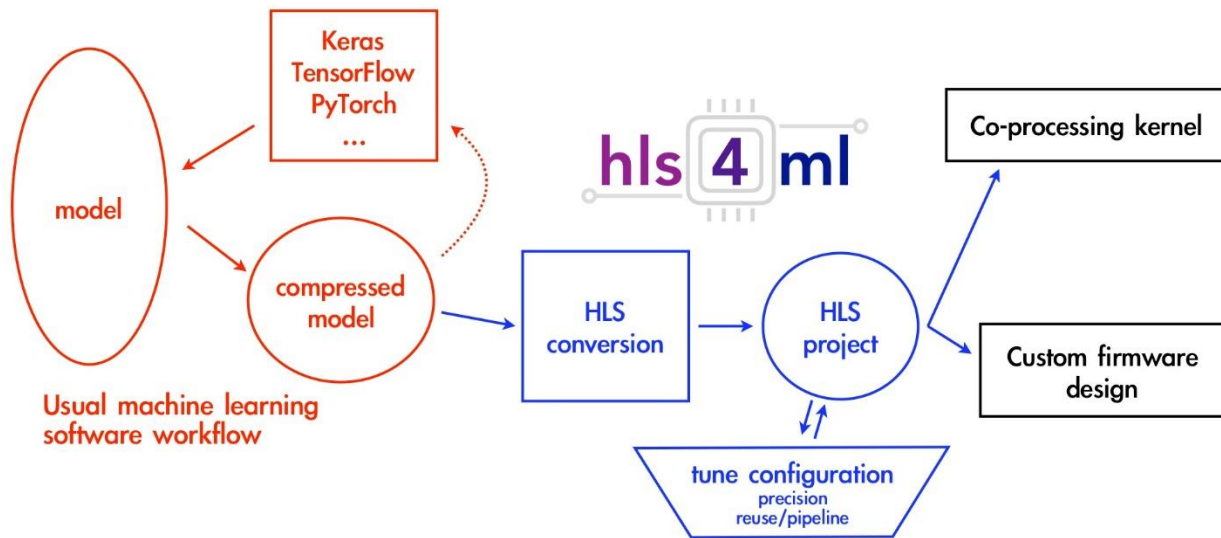 Keras
TensorFlow
PyTorch
...
model
compressed
model
Usual machine learning
software workflow
hls 4 ml
HLS
conversion
HLS
project
tune configuration
precision
reuse/pipeline
Co-processing kernel
Custom firmware
design